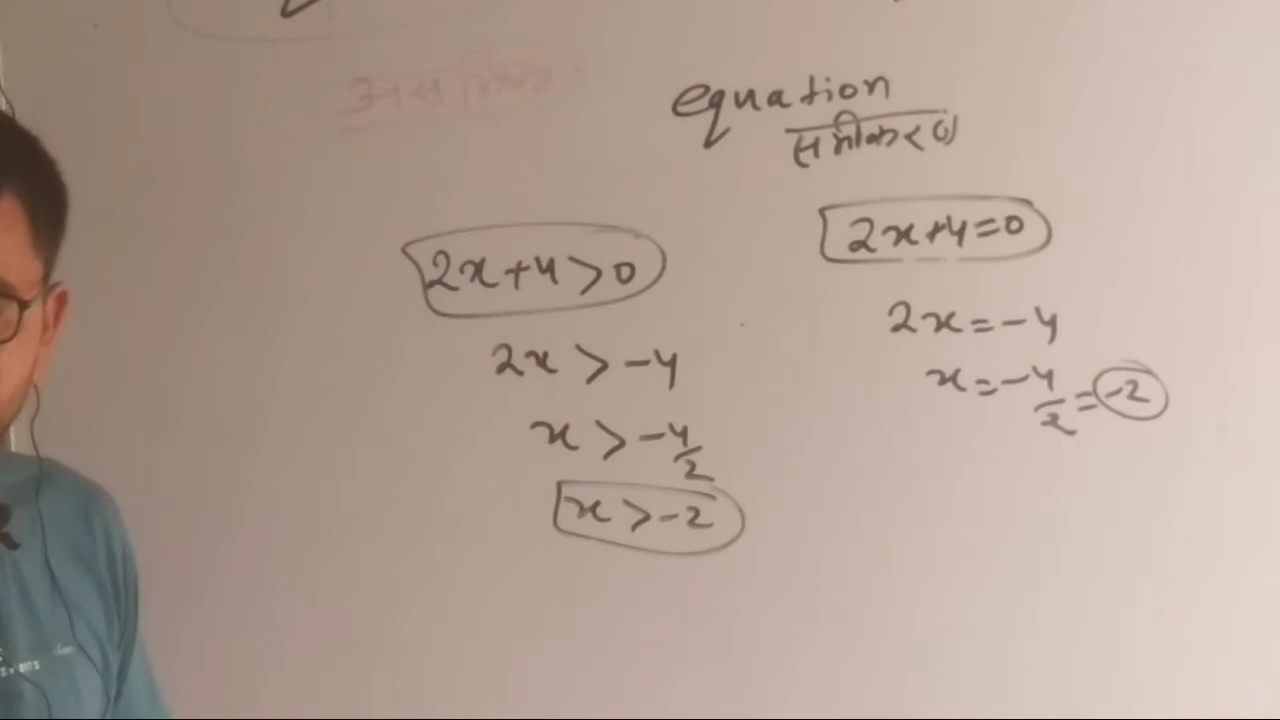 equation
समीकरण
2x+4>0
2x>-4
x>-4/2
x>-2
2x+4=0
2x=-4
x=-4/2=-2